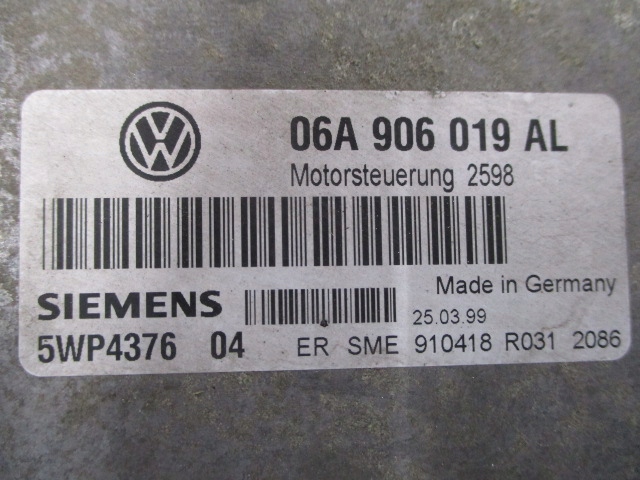 06A 906 019 AL
Motorsteuerung 2598
Made in Germany
SIEMENS 25.03.99
5WP4376 04 ER SME 910418 R031 2086